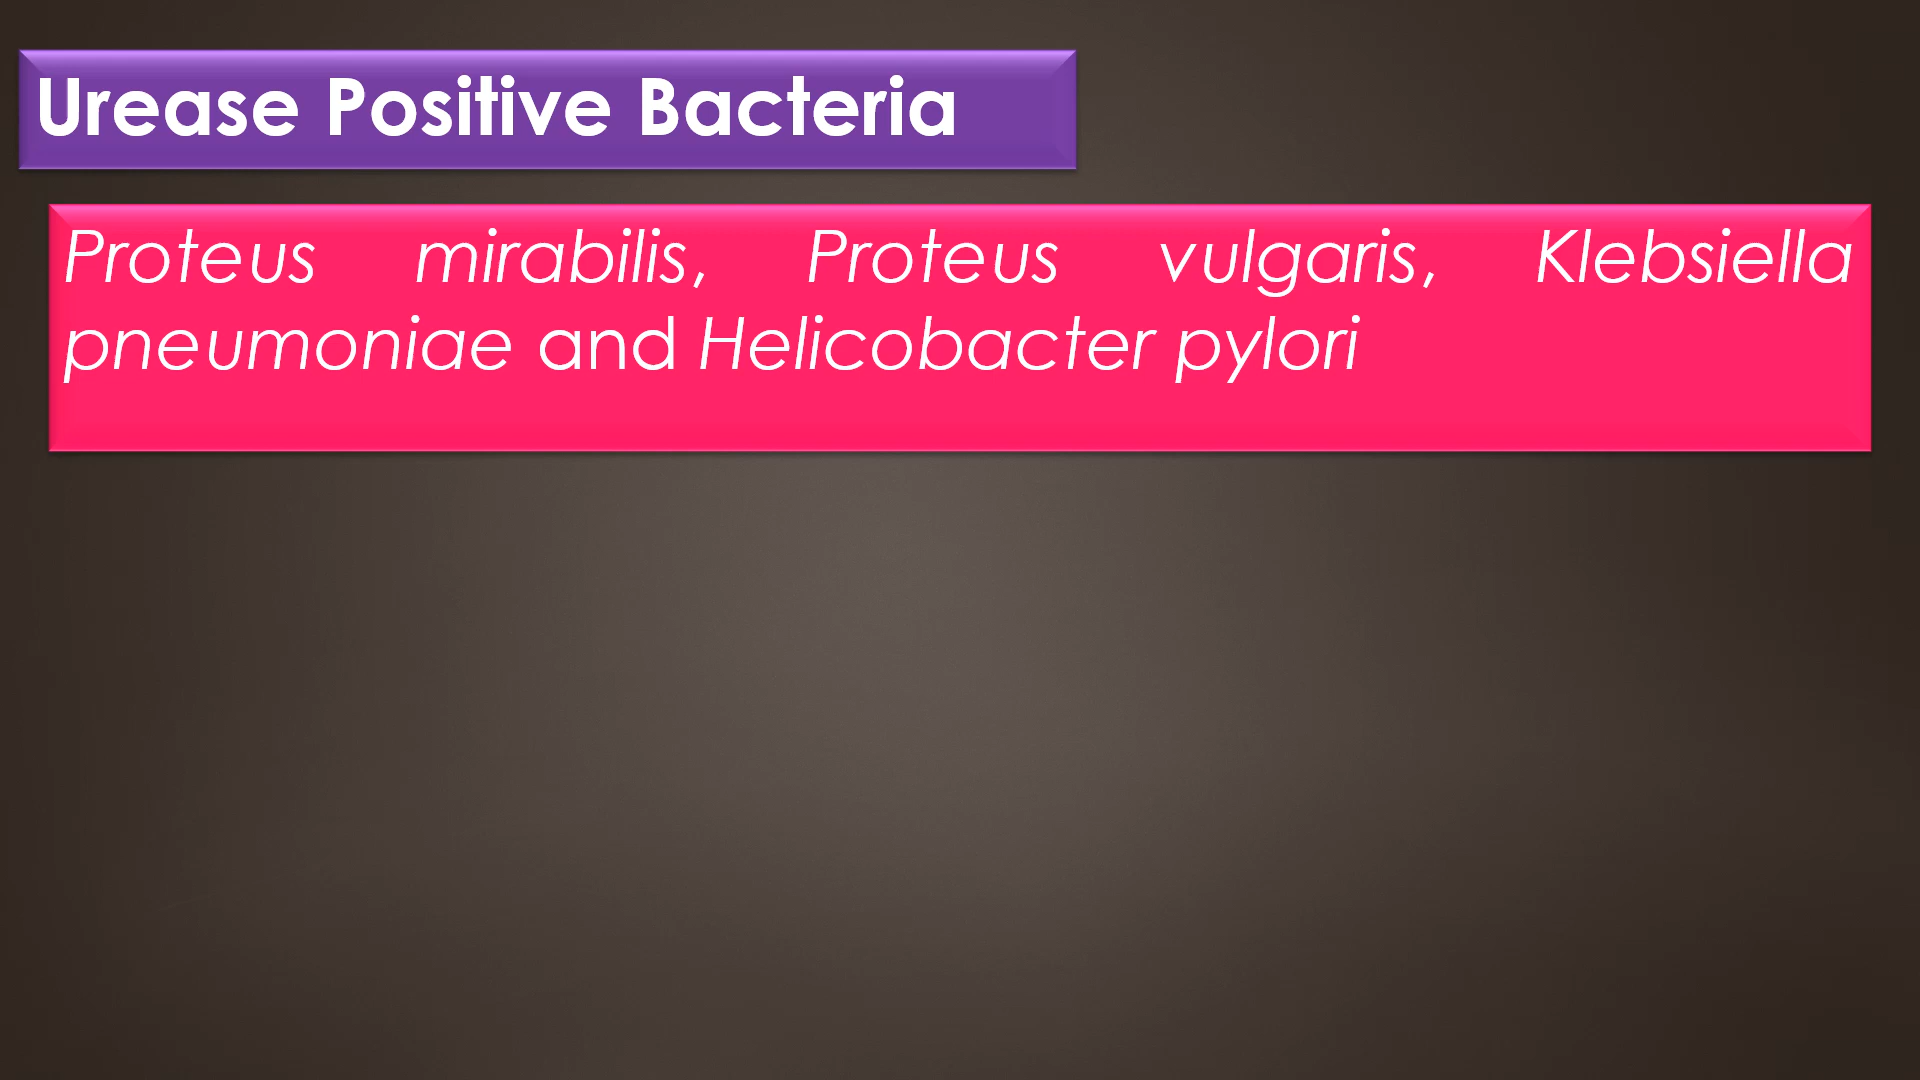 Urease Positive Bacteria
Proteus mirabilis, Proteus vulgaris, Klebsiella
pneumoniae and Helicobacter pylori